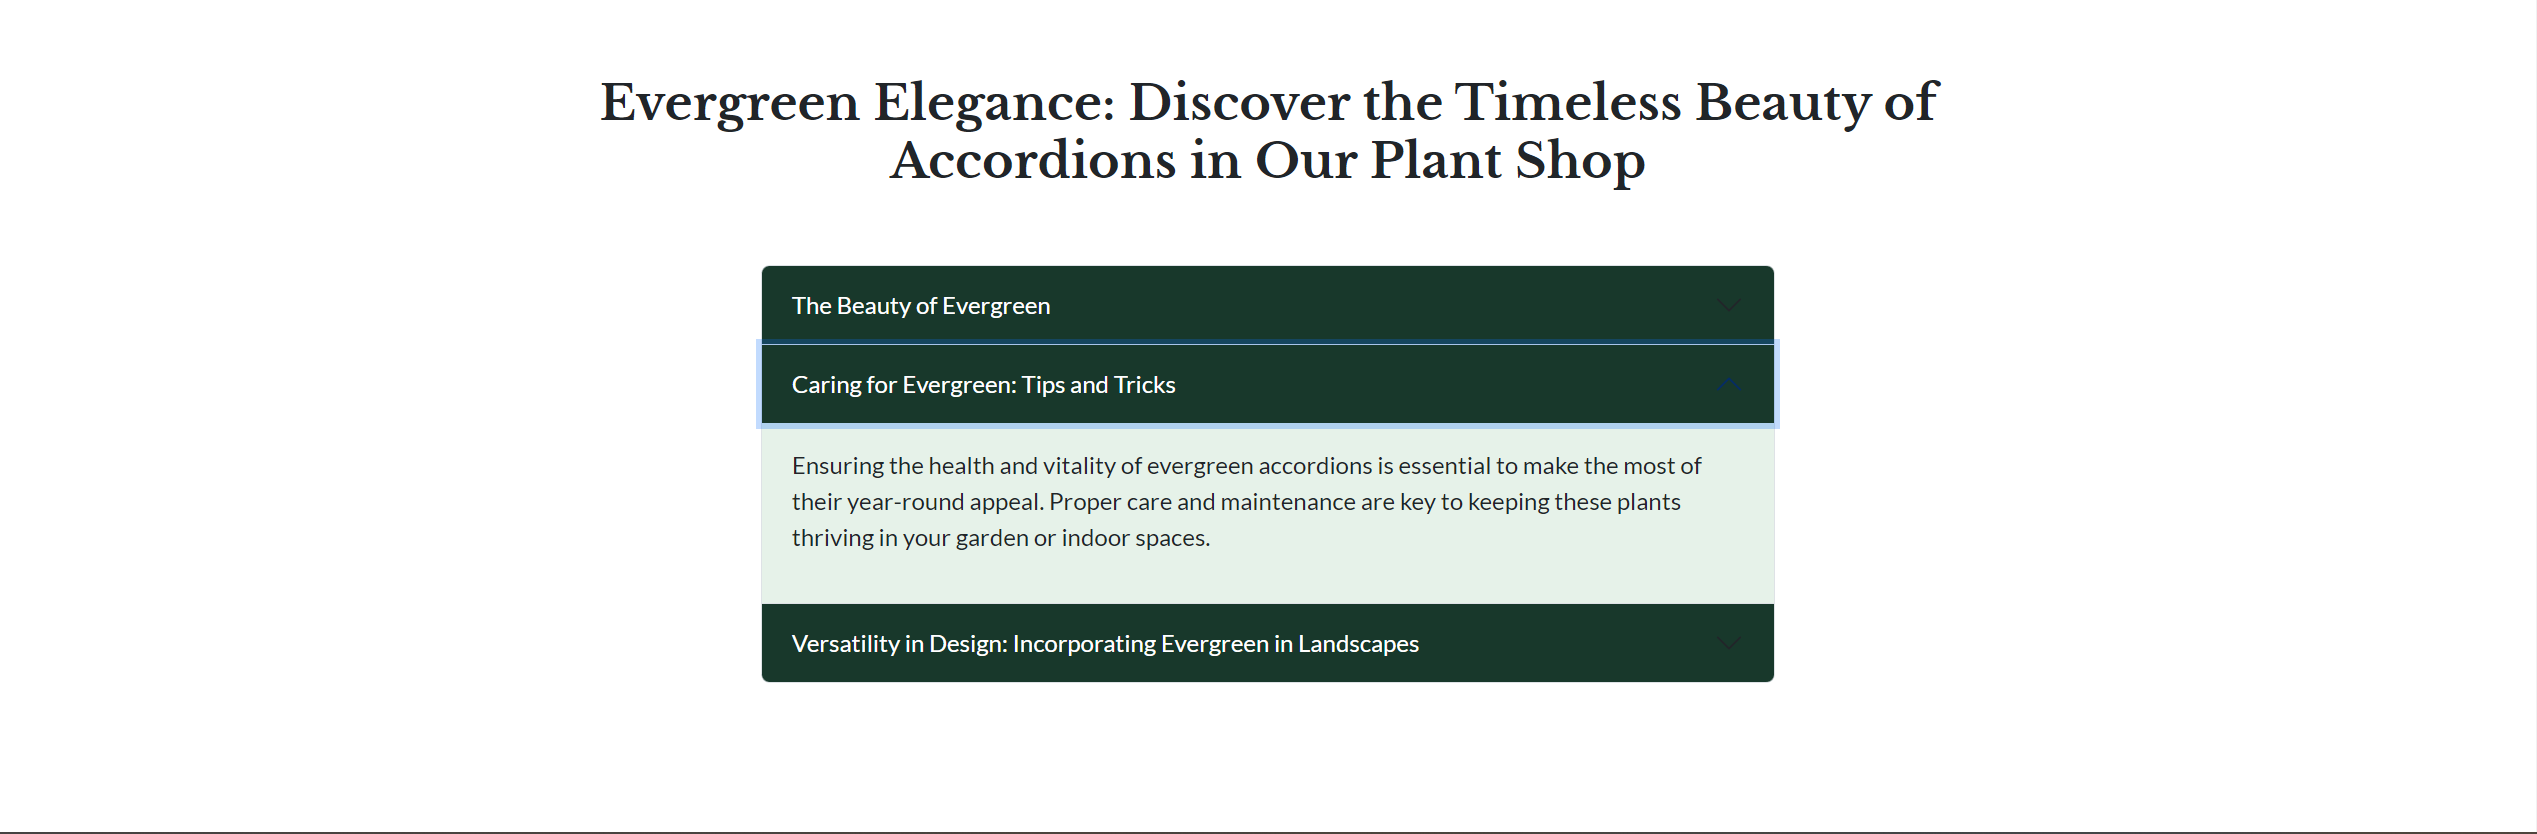 Evergreen Elegance: Discover the Timeless Beauty of
Accordions in Our Plant Shop
The Beauty of Evergreen
Caring for Evergreen: Tips and Tricks
Ensuring the health and vitality of evergreen accordions is essential to make the most of
their year-round appeal. Proper care and maintenance are key to keeping these plants
thriving in your garden or indoor spaces.
Versatility in Design: Incorporating Evergreen in Landscapes